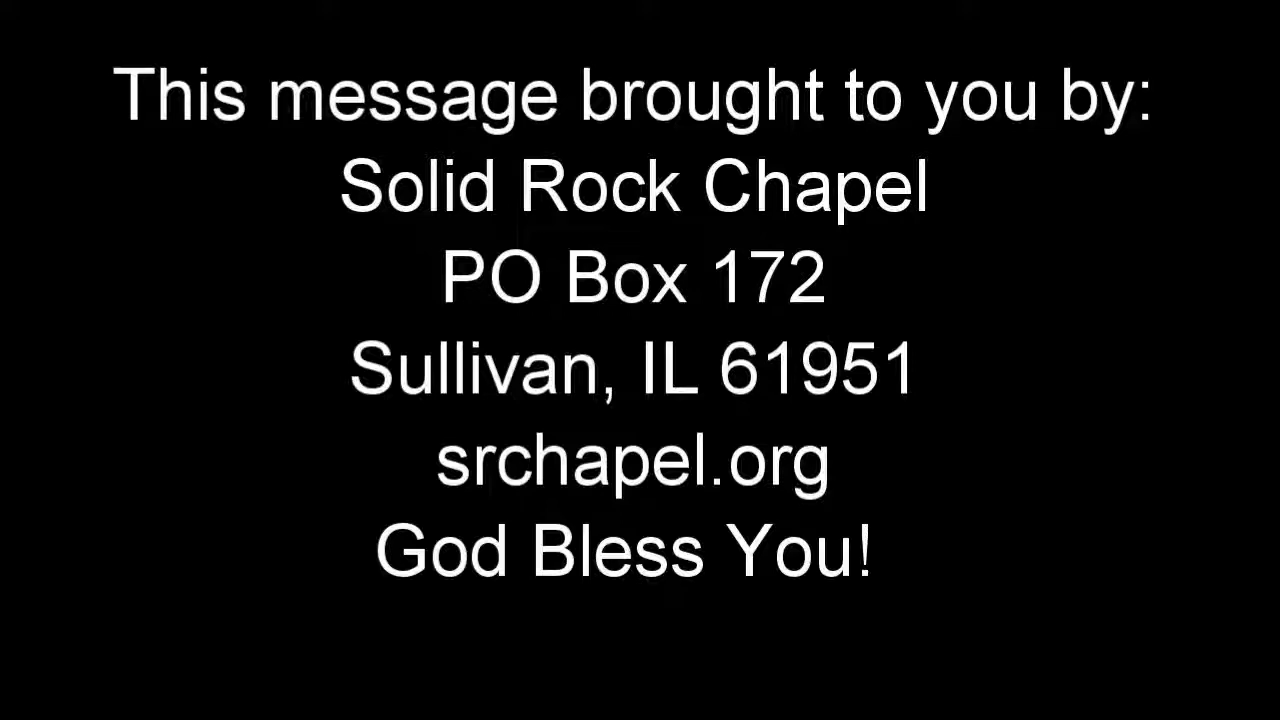 This message brought to you by:
Solid Rock Chapel
PO Box 172
Sullivan, IL 61951
srchapel.org
God Bless You!